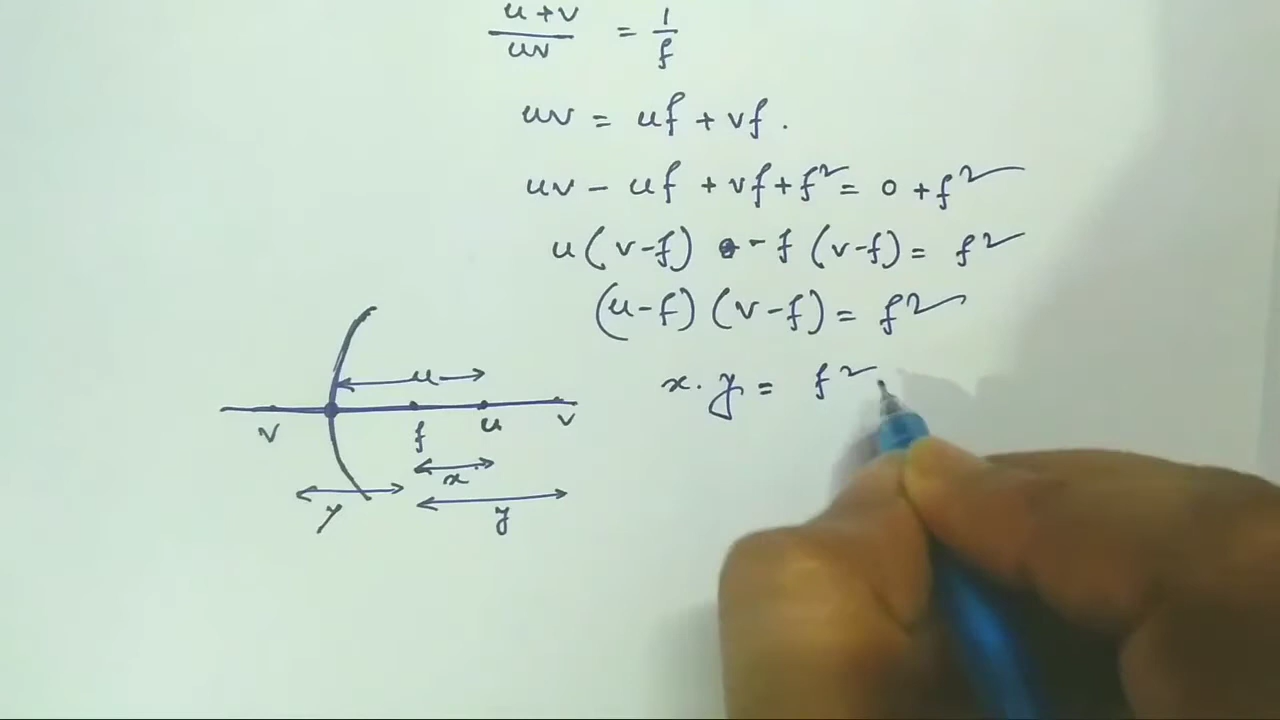 u + v / uv = 1 / f
uv = uf + vf .
uv - uf + vf + f² = 0 + f²
u (v-f) - f (v-f) = f²
(u-f) (v-f) = f²
x . y = f²
u
v f u v
x
y y